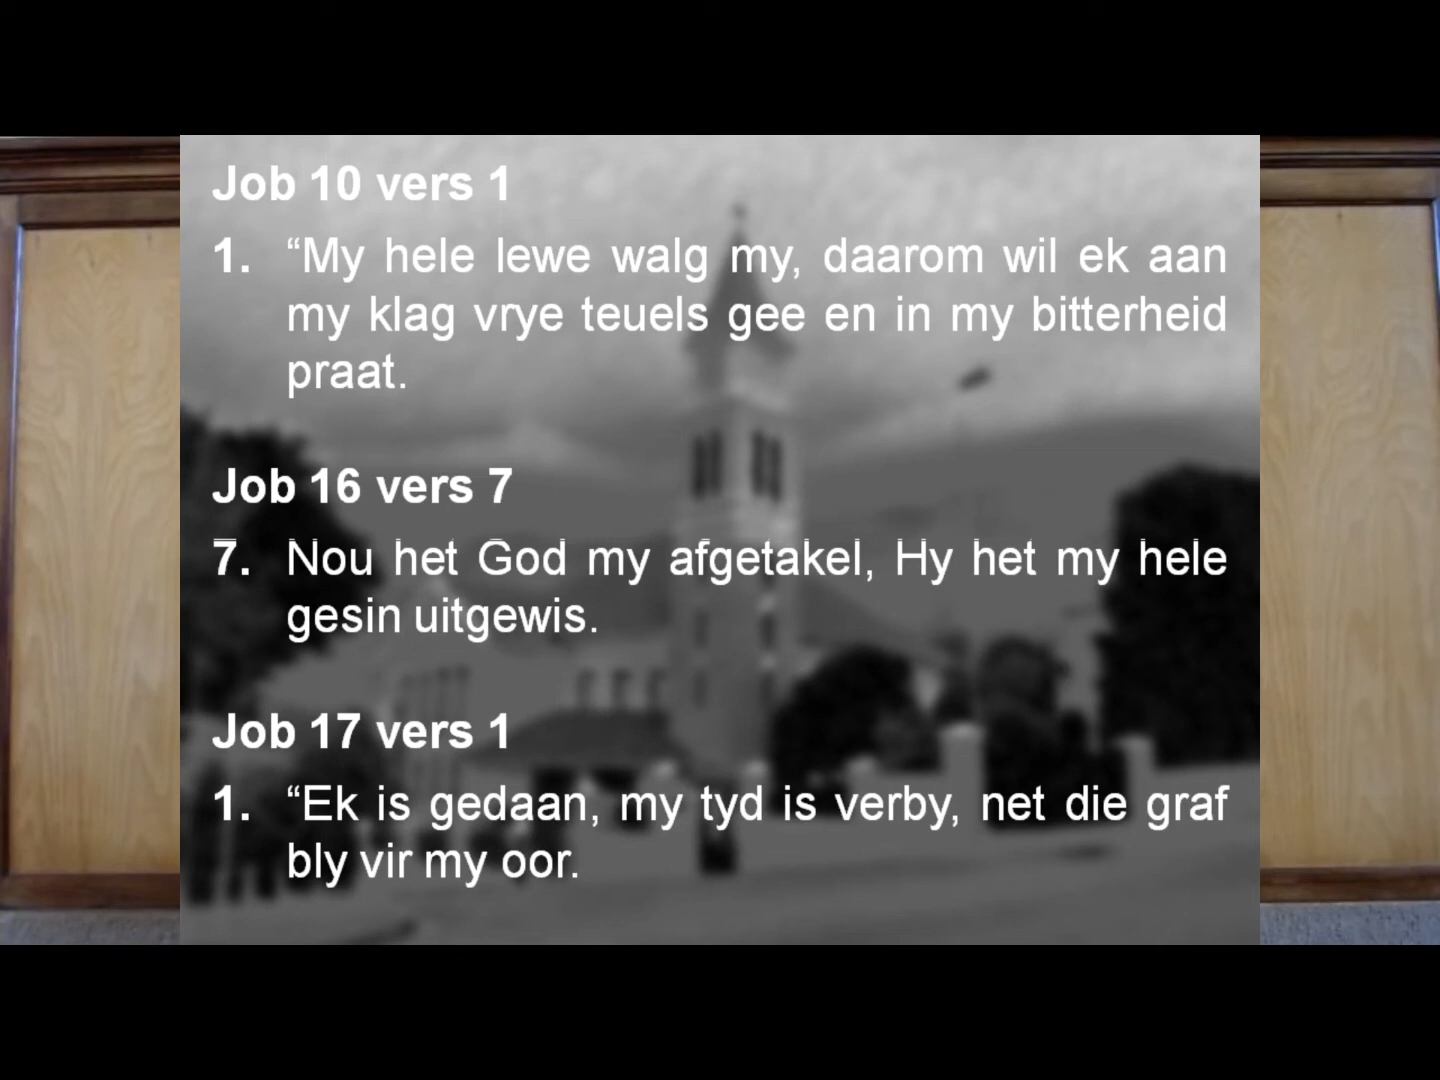 Job 10 vers 1
1. “My hele lewe walg my, daarom wil ek aan
my klag vrye teuels gee en in my bitterheid
praat.
Job 16 vers 7
7. Nou het God my afgetakel, Hy het my hele
gesin uitgewis.
Job 17 vers 1
1. “Ek is gedaan, my tyd is verby, net die graf
bly vir my oor.